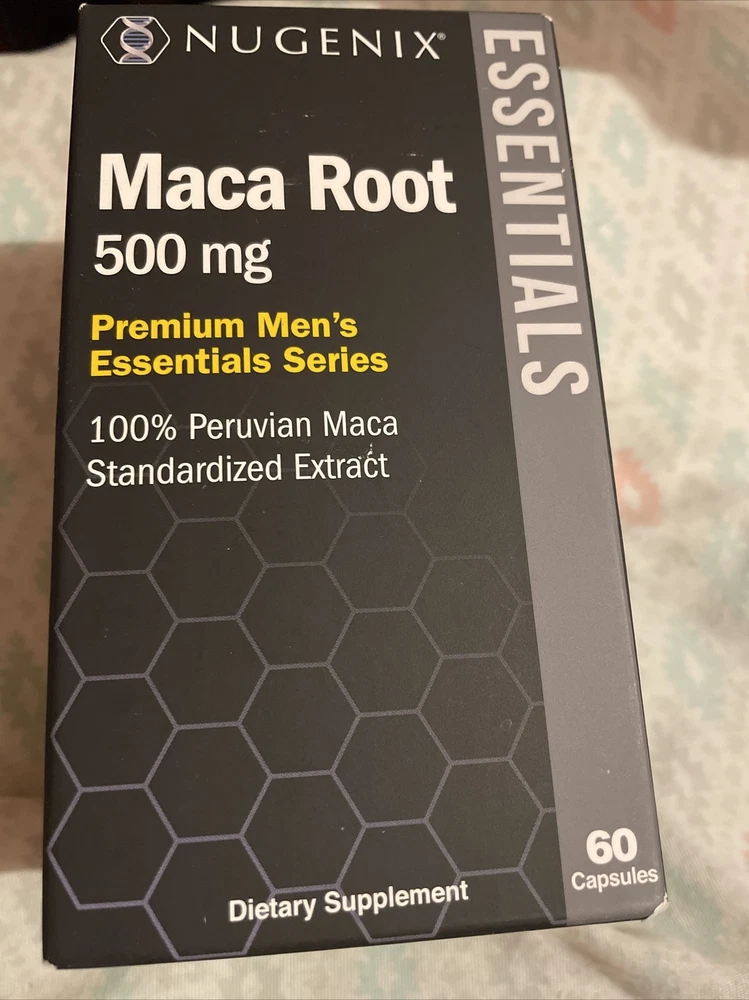 NUGENIX®
ESSENTIALS
Maca Root
500 mg
Premium Men's
Essentials Series
100% Peruvian Maca
Standardized Extract
60
Capsules
Dietary Supplement